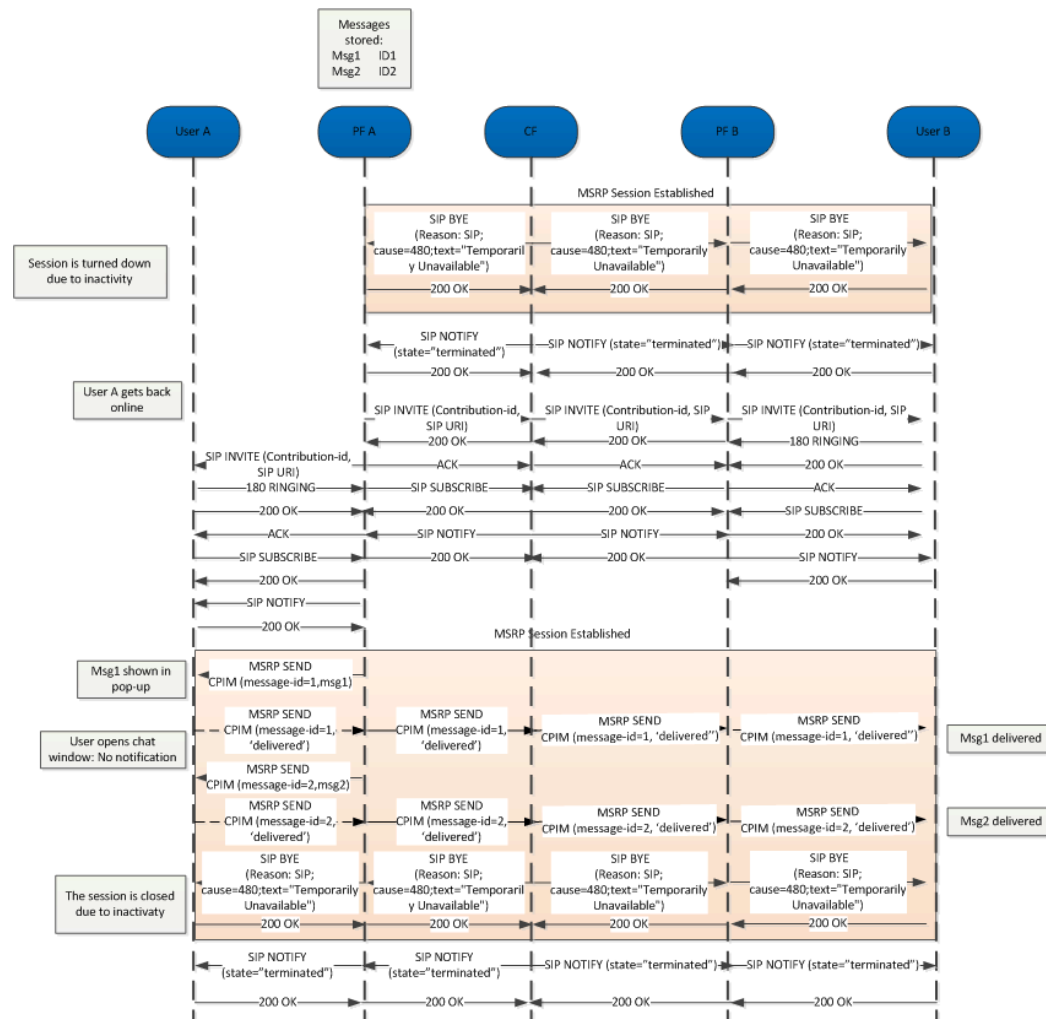 Messages
stored:
Msg1 ID1
Msg2 ID2
User A
PF A
CF
PF B
User B
MSRP Session Established
SIP BYE
(Reason: SIP;
cause=480;text="Temporaril
y Unavailable")
SIP BYE
(Reason: SIP;
cause=480;text="Temporarily
Unavailable")
SIP BYE
(Reason: SIP;
cause=480;text="Temporarily
Unavailable")
Session is turned down
due to inactivity
200 OK
200 OK
200 OK
SIP NOTIFY
(state="terminated")
SIP NOTIFY (state="terminated")
SIP NOTIFY (state="terminated")
200 OK
200 OK
200 OK
User A gets back
online
SIP INVITE (Contribution-id,
SIP URI)
SIP INVITE (Contribution-id, SIP
URI)
SIP INVITE (Contribution-id, SIP
URI)
200 OK
200 OK
180 RINGING
SIP INVITE (Contribution-id,
SIP URI)
ACK
ACK
200 OK
180 RINGING
SIP SUBSCRIBE
SIP SUBSCRIBE
ACK
200 OK
200 OK
200 OK
SIP SUBSCRIBE
ACK
SIP NOTIFY
SIP NOTIFY
200 OK
SIP SUBSCRIBE
200 OK
200 OK
SIP NOTIFY
200 OK
200 OK
SIP NOTIFY
200 OK
MSRP Session Established
Msg1 shown in
pop-up
MSRP SEND
CPIM (message-id=1,msg1)
User opens chat
window: No notification
MSRP SEND
CPIM (message-id=1,
‘delivered’)
MSRP SEND
CPIM (message-id=1,
‘delivered’)
MSRP SEND
CPIM (message-id=1, ‘delivered’')
MSRP SEND
CPIM (message-id=1, ‘delivered’')
Msg1 delivered
MSRP SEND
CPIM (message-id=2,msg2)
MSRP SEND
CPIM (message-id=2,
‘delivered’)
MSRP SEND
CPIM (message-id=2,
‘delivered’)
MSRP SEND
CPIM (message-id=2, ‘delivered’)
MSRP SEND
CPIM (message-id=2, ‘delivered’)
Msg2 delivered
The session is closed
due to inactivaty
SIP BYE
(Reason: SIP;
cause=480;text="Temporarily
Unavailable")
SIP BYE
(Reason: SIP;
cause=480;text="Temporaril
y Unavailable")
SIP BYE
(Reason: SIP;
cause=480;text="Temporarily
Unavailable")
SIP BYE
(Reason: SIP;
cause=480;text="Temporarily
Unavailable")
200 OK
200 OK
200 OK
200 OK
SIP NOTIFY
(state="terminated")
SIP NOTIFY
(state="terminated")
SIP NOTIFY (state="terminated")
SIP NOTIFY (state="terminated")
200 OK
200 OK
200 OK
200 OK